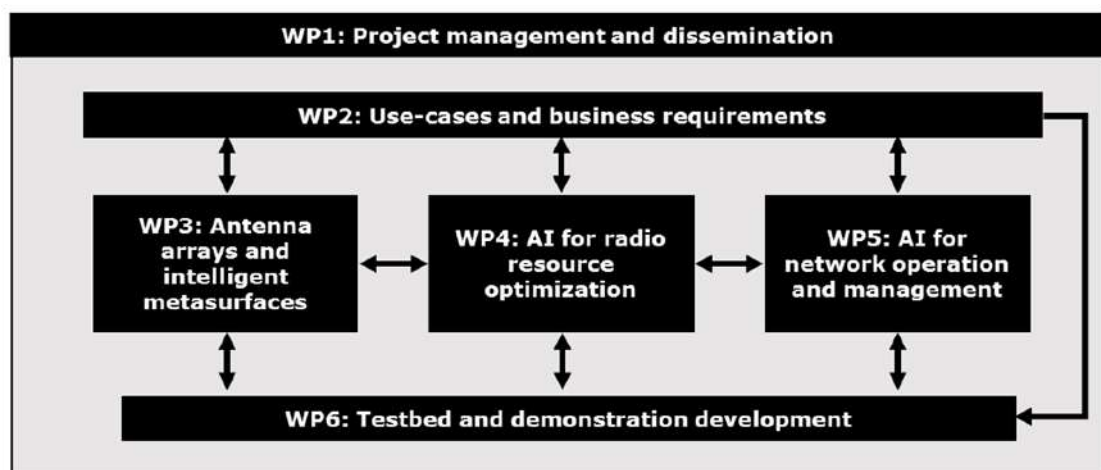 WP1: Project management and dissemination
WP2: Use-cases and business requirements
WP3: Antenna
arrays and
intelligent
metasurfaces
WP4: AI for radio
resource
optimization
WP5: AI for
network operation
and management
WP6: Testbed and demonstration development